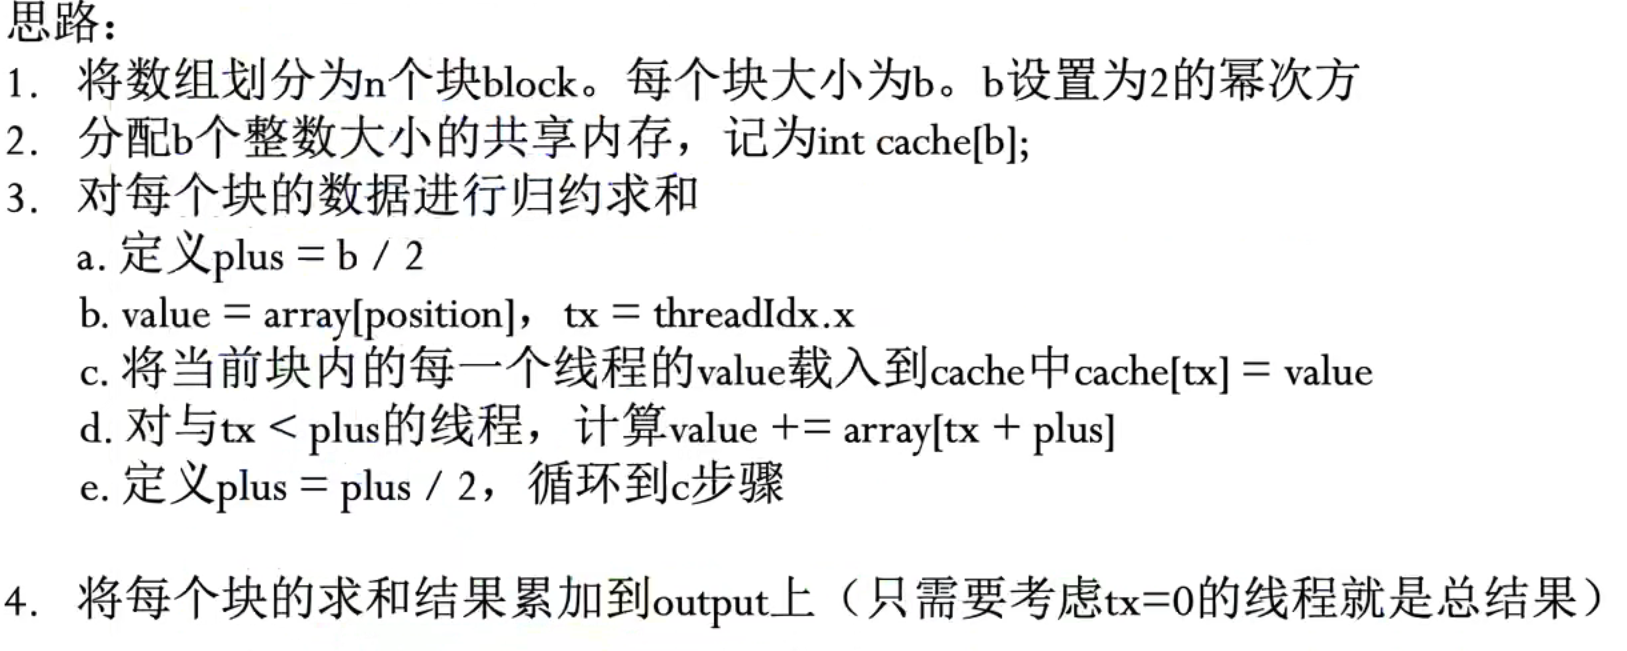 思路：
1. 将数组划分为n个块block。每个块大小为b。b设置为2的幂次方
2. 分配b个整数大小的共享内存，记为int cache[b];
3. 对每个块的数据进行归约求和
a. 定义plus = b / 2
b. value = array[position]，tx = threadIdx.x
c. 将当前块内的每一个线程的value载入到cache中cache[tx] = value
d. 对与tx < plus的线程，计算value += array[tx + plus]
e. 定义plus = plus / 2，循环到c步骤
4. 将每个块的求和结果累加到output上（只需要考虑tx=0的线程就是总结果）